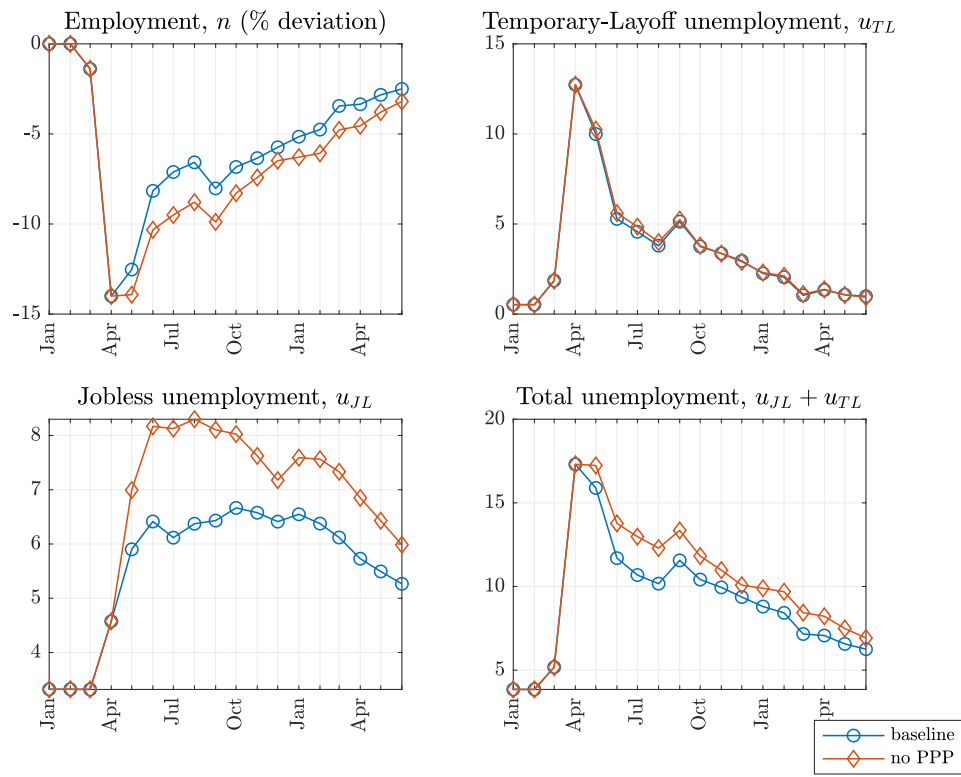 Employment, n (% deviation)
0
-5
-10
-15
Jan
Apr
Jul
Oct
Jan
Apr
Temporary-Layoff unemployment, u_TL
15
10
5
0
Jan
Apr
Jul
Oct
Jan
Apr
Jobless unemployment, u_JL
8
7
6
5
4
Jan
Apr
Jul
Oct
Jan
Apr
Total unemployment, u_JL + u_TL
20
15
10
5
Jan
Apr
Jul
Oct
Jan
Apr
baseline
no PPP